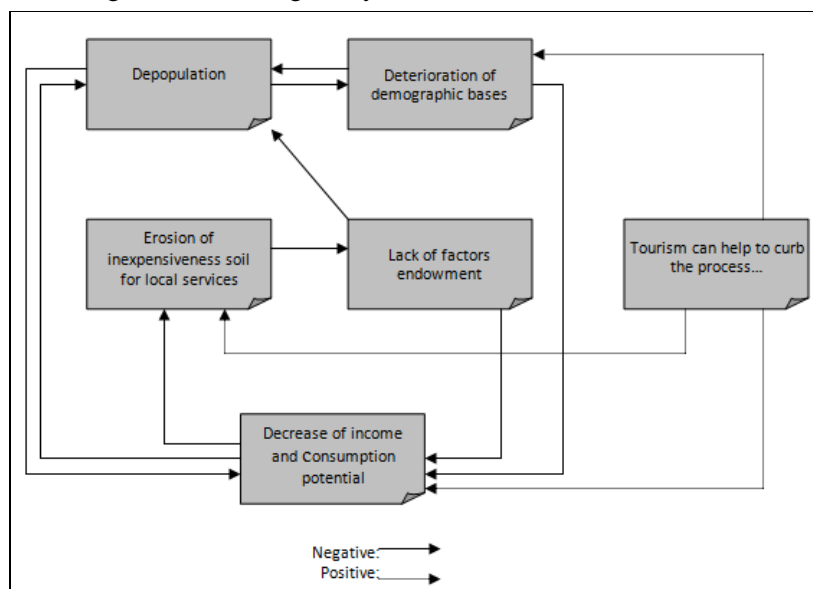 Depopulation
Deterioration of
demographic bases
Erosion of
inexpensiveness soil
for local services
Lack of factors
endowment
Tourism can help to curb
the process...
Decrease of income
and Consumption
potential
Negative:
Positive: